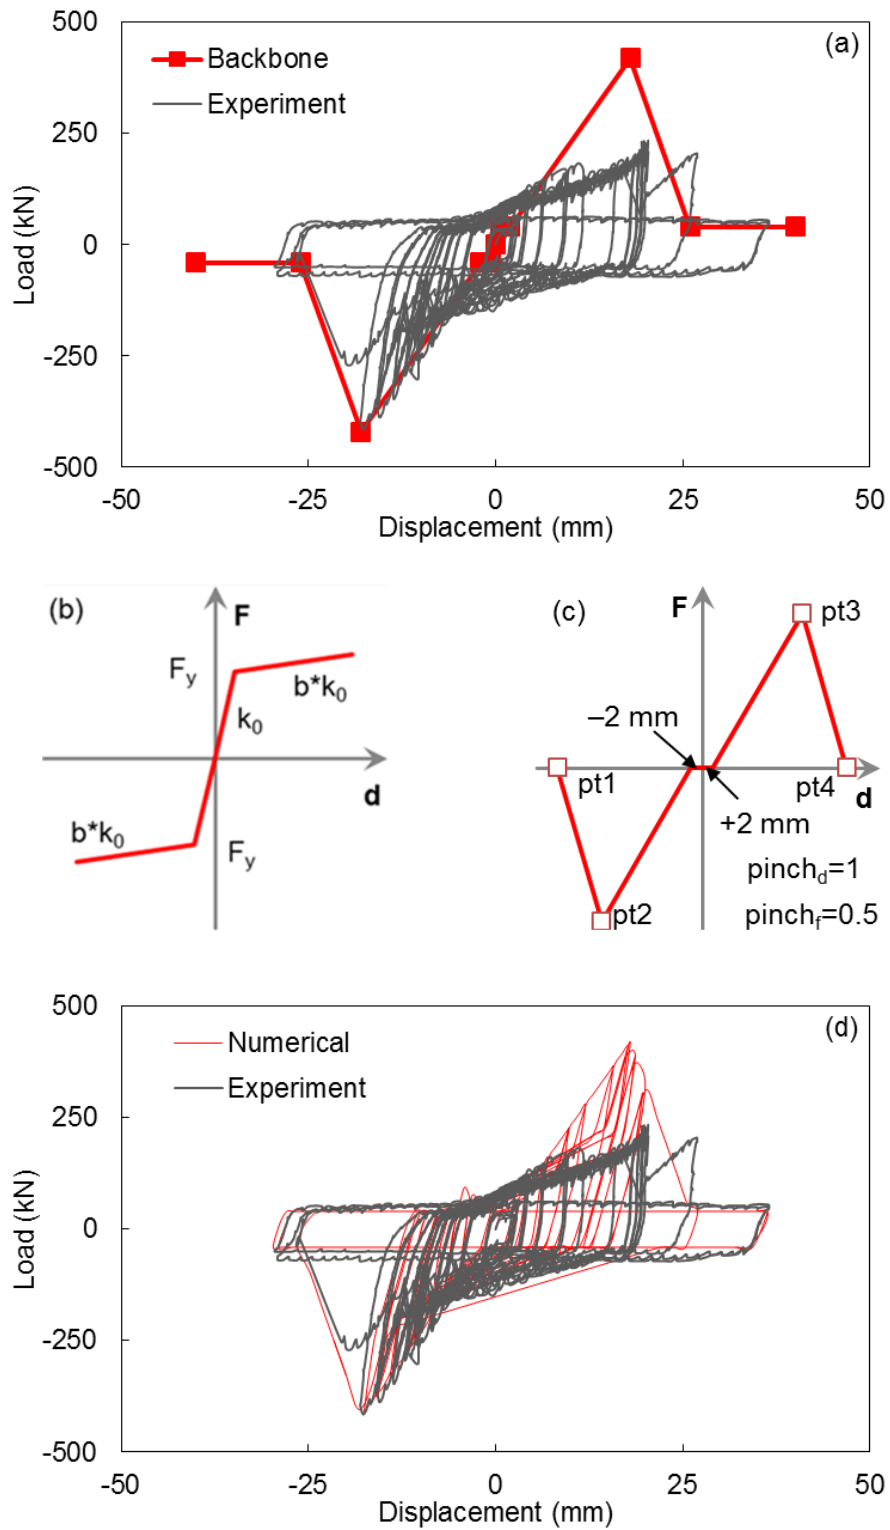 500
(a)
Backbone
Experiment
250
Load (kN)
0
-250
-500
-50 -25 0 25 50
Displacement (mm)
(b)
F
Fy
b*k0
k0
d
b*k0
Fy
(c)
F
pt3
–2 mm
pt1
pt4
d
+2 mm
pinchd=1
pt2
pinchf=0.5
500
(d)
Numerical
Experiment
250
Load (kN)
0
-250
-500
-50 -25 0 25 50
Displacement (mm)